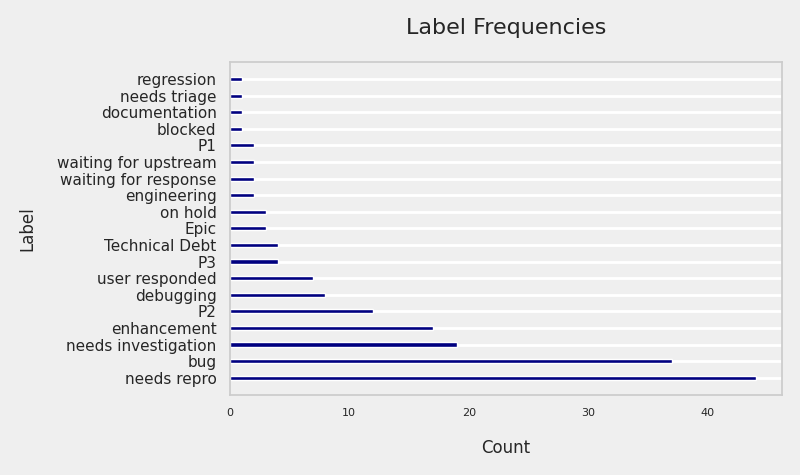 Label Frequencies
regression
needs triage
documentation
blocked
P1
waiting for upstream
waiting for response
engineering
on hold
Epic
Technical Debt
P3
user responded
debugging
P2
enhancement
needs investigation
bug
needs repro
Label
0 10 20 30 40
Count